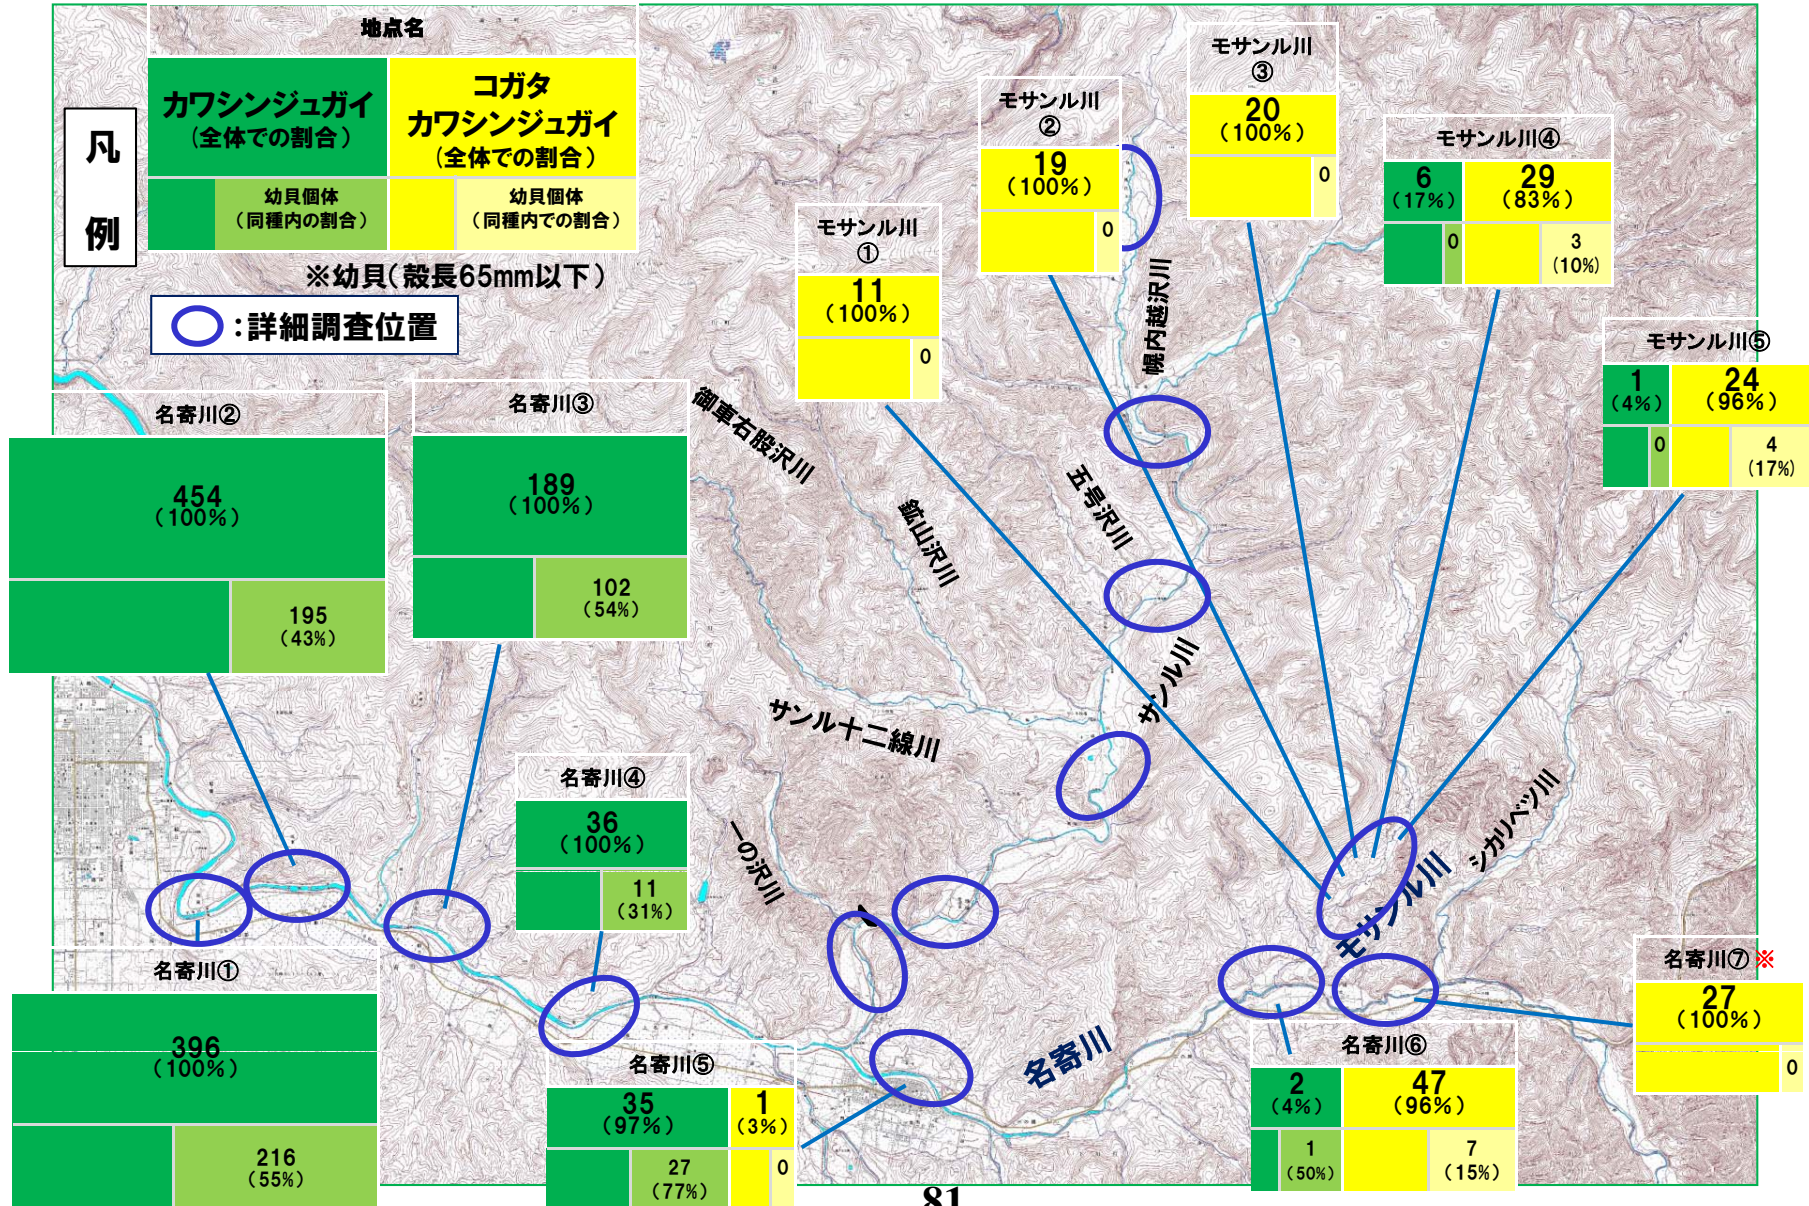 地点名
凡
例
カワシンジュガイ
(全体での割合)
コガタ
カワシンジュガイ
(全体での割合)
幼貝個体
(同種内の割合)
幼貝個体
(同種内での割合)
※幼貝(殻長65mm以下)
:詳細調査位置
モサンル川
①
11
(100%)
0
モサンル川
②
19
(100%)
0
モサンル川
③
20
(100%)
0
モサンル川④
6
(17%)
29
(83%)
0
3
(10%)
モサンル川⑤
1
(4%)
24
(96%)
0
4
(17%)
名寄川②
454
(100%)
195
(43%)
名寄川③
189
(100%)
102
(54%)
名寄川④
36
(100%)
11
(31%)
名寄川①
396
(100%)
216
(55%)
名寄川⑤
35
(97%)
1
(3%)
27
(77%)
0
名寄川⑥
2
(4%)
47
(96%)
1
(50%)
7
(15%)
名寄川⑦※
27
(100%)
0
幌内越沢川
御車右股沢川
鉱山沢川
五号沢川
サンル川
サンル十二線川
一の沢川
シカリベツ川
モサンル川
名寄川
81